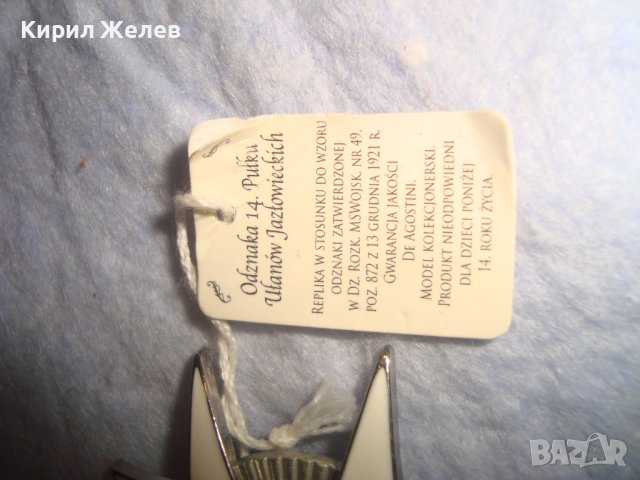 Кирил Желев
Odznaka 14. Pułku
Ułanów Jazłowieckich
Replika w stosunku do wzoru
odznaki zatwierdzonej
w Dz. Rozk. MSWojsk. nr 49,
poz. 872 z 13 grudnia 1921 r.
Gwarancja jakości
De Agostini.
Model kolekcjonerski.
Produkt nieodpowiedni
dla dzieci poniżej
14. roku życia.
BAZAR